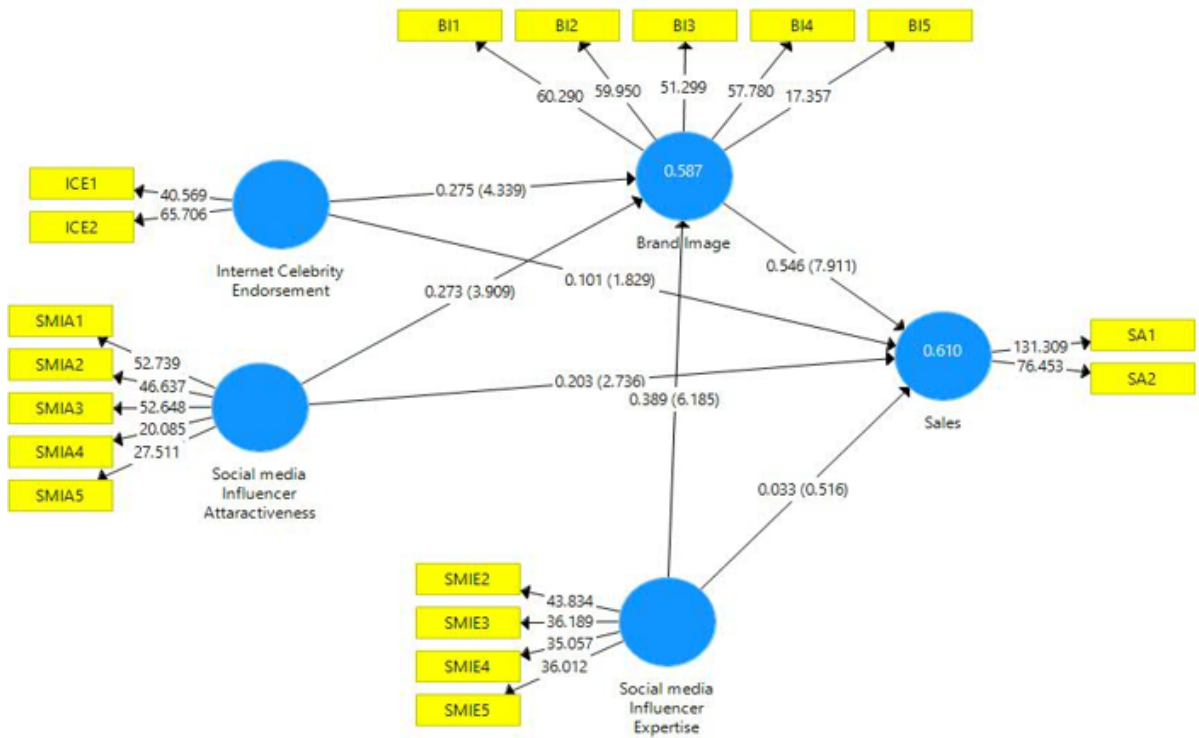 BI1
BI2
BI3
BI4
BI5
60.290
59.950
51.299
57.780
17.357
0.587
Brand Image
ICE1
ICE2
40.569
65.706
Internet Celebrity
Endorsement
0.275 (4.339)
0.101 (1.829)
0.273 (3.909)
0.546 (7.911)
SMIA1
SMIA2
SMIA3
SMIA4
SMIA5
52.739
46.637
52.648
20.085
27.511
Social media
Influencer
Attaractiveness
0.203 (2.736)
0.389 (6.185)
0.610
Sales
131.309
76.453
SA1
SA2
0.033 (0.516)
SMIE2
SMIE3
SMIE4
SMIE5
43.834
36.189
35.057
36.012
Social media
Influencer
Expertise